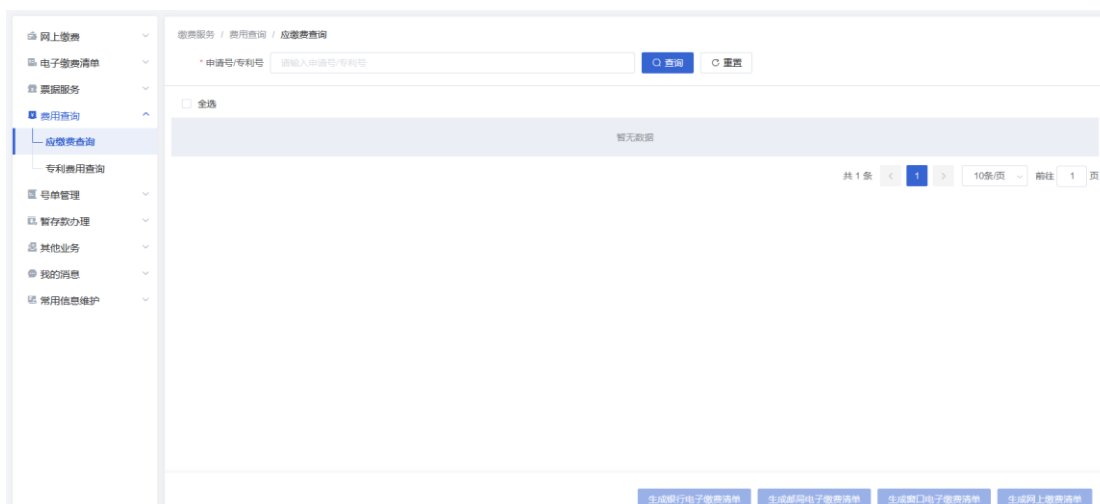 网上缴费
电子缴费清单
票据服务
费用查询
应缴费查询
专利费用查询
号单管理
暂存款办理
其他业务
我的消息
常用信息维护
缴费服务 / 费用查询 / 应缴费查询
* 申请号/专利号 请输入申请号/专利号 查询 重置
全选
暂无数据
共 1 条 < 1 > 10条/页 前往 1 页
生成银行电子缴费清单 生成邮局电子缴费清单 生成窗口电子缴费清单 生成网上缴费清单